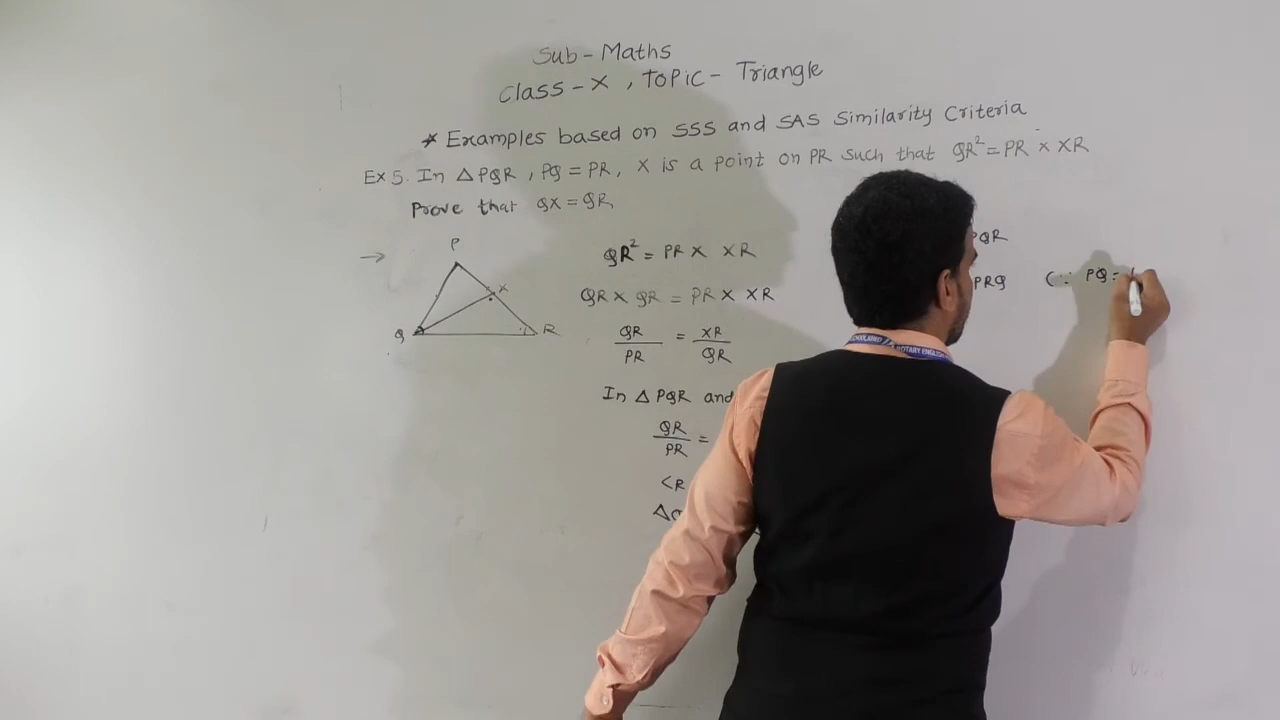 Sub - Maths
Class - X , Topic - Triangle
* Examples based on SSS and SAS Similarity Criteria
Ex 5. In △ PQR , PQ = PR , X is a point on PR such that QR² = PR × XR
Prove that QX = QR
→
P
X
Q
R
QR² = PR × XR
QR × QR = PR × XR
QR/PR = XR/QR
In △ PQR and
QR/PR =
<R
PQR
PRQ (∵ PQ =
ROTARY ENGLISH